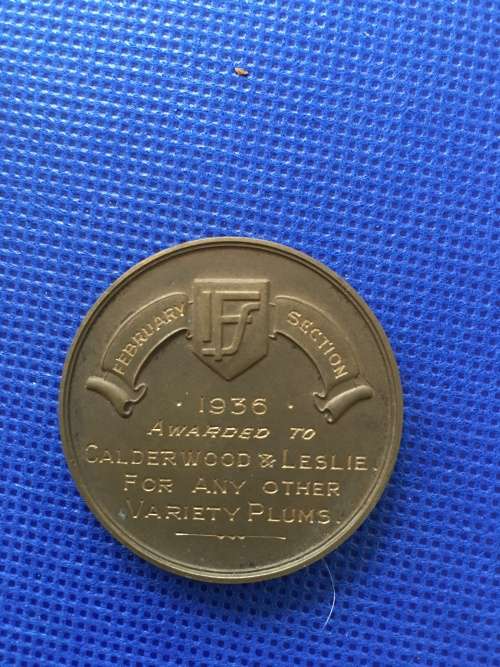 IFS
FEBRUARY SECTION
· 1936 ·
AWARDED TO
CALDERWOOD & LESLIE.
FOR ANY OTHER
VARIETY PLUMS.